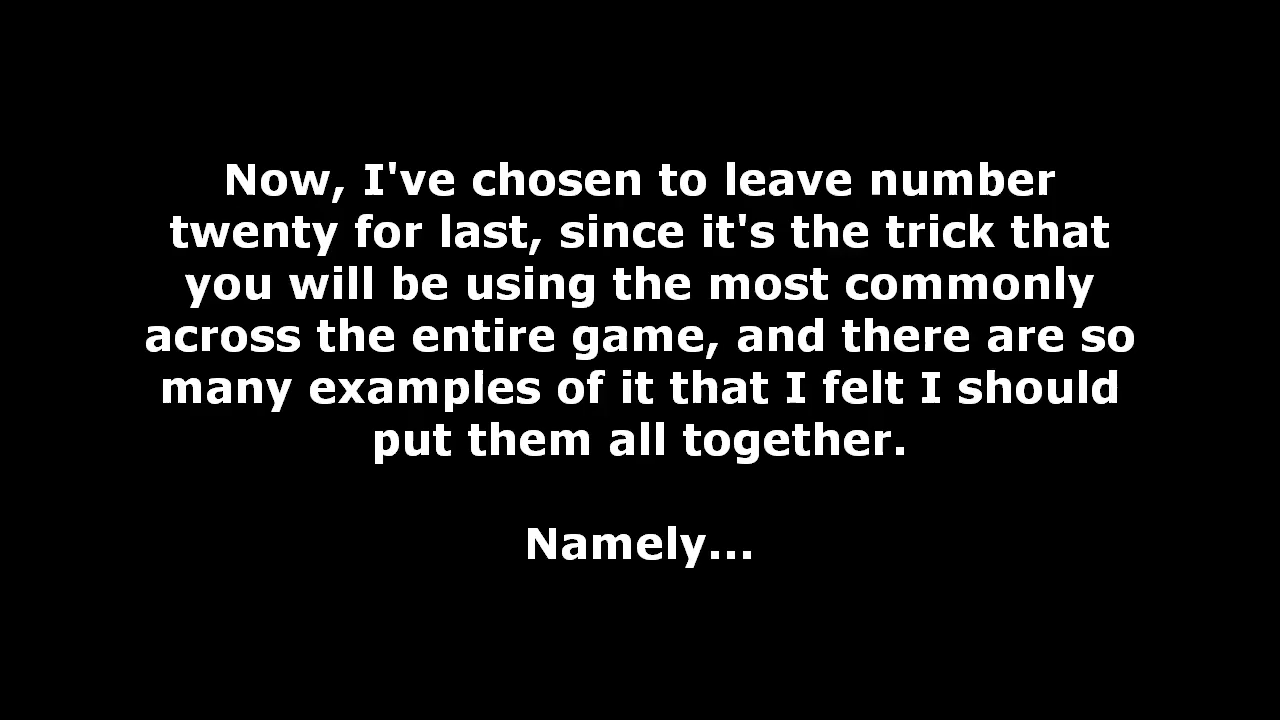 Now, I've chosen to leave number
twenty for last, since it's the trick that
you will be using the most commonly
across the entire game, and there are so
many examples of it that I felt I should
put them all together.
Namely...